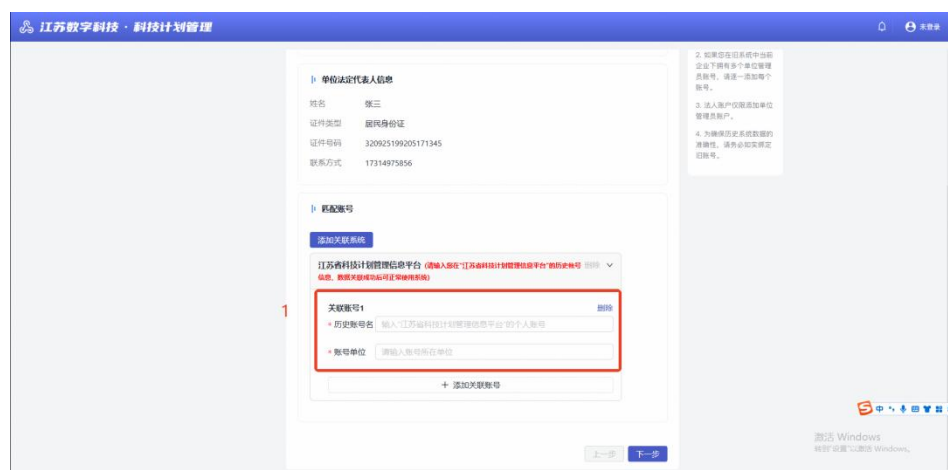 江苏数字科技 · 科技计划管理
未登录
单位法定代表人信息
姓名 张三
证件类型 居民身份证
证件号码 320925199205171345
联系方式 17314975856
2. 如果您在旧系统中当前
企业下拥有多个单位管理
员账号，请逐一添加每个
账号。
3. 法人账户仅限添加单位
管理员账户。
4. 为确保历史系统数据的
准确性，请务必如实绑定
旧账号。
匹配账号
添加关联系统
江苏省科技计划管理信息平台 (请输入您在“江苏省科技计划管理信息平台”的历史账号 删除
信息，数据关联成功后可正常使用系统)
1
关联账号1 删除
* 历史账号名 输入“江苏省科技计划管理信息平台”的个人账号
* 账号单位 请输入账号所在单位
+ 添加关联账号
中
上一步 下一步
激活 Windows
转到“设置”以激活 Windows。